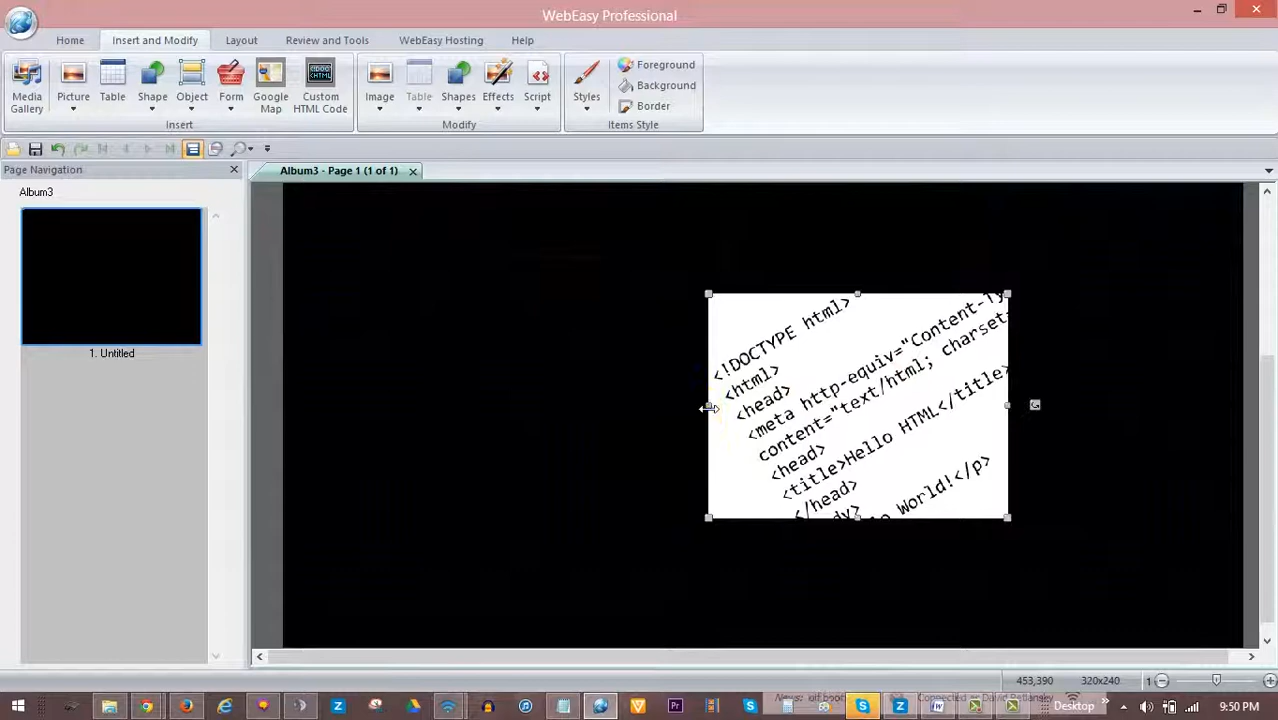 WebEasy Professional
Home
Insert and Modify
Layout
Review and Tools
WebEasy Hosting
Help
Media Gallery
Picture
Table
Shape
Object
Form
Google Map
Custom HTML Code
Image
Table
Shapes
Effects
Script
Styles
Foreground
Background
Border
Insert
Modify
Items Style
Page Navigation
Album3 - Page 1 (1 of 1)
Album3
1. Untitled
<!DOCTYPE html>
<html>
<head>
<meta http-equiv="Content-Ty
content="text/html; charset=
<head>
<title>Hello HTML</title>
</head>
World!</p>
453,390
320x240
Desktop
9:50 PM